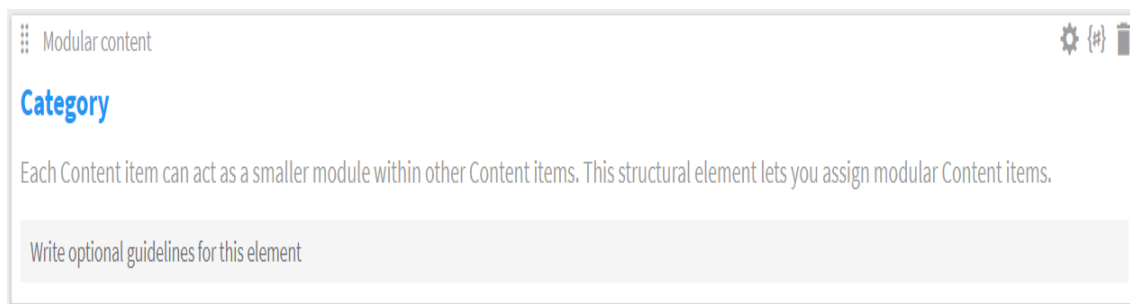 Modular content
{#}
Category
Each Content item can act as a smaller module within other Content items. This structural element lets you assign modular Content items.
Write optional guidelines for this element